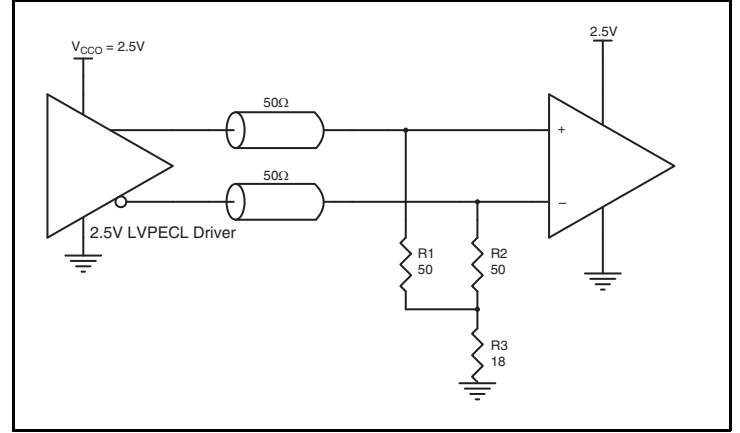 V_CCO = 2.5V
2.5V
50Ω
50Ω
+
–
2.5V LVPECL Driver
R1
50
R2
50
R3
18